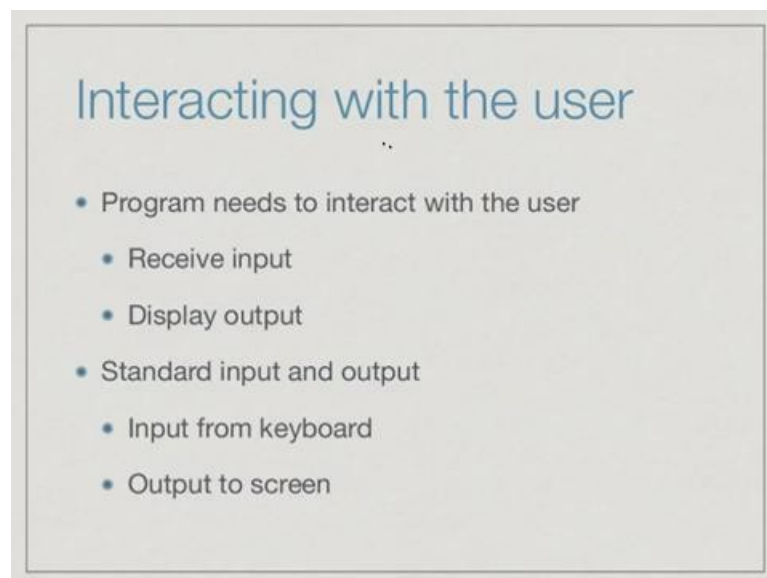 Interacting with the user
• Program needs to interact with the user
• Receive input
• Display output
• Standard input and output
• Input from keyboard
• Output to screen